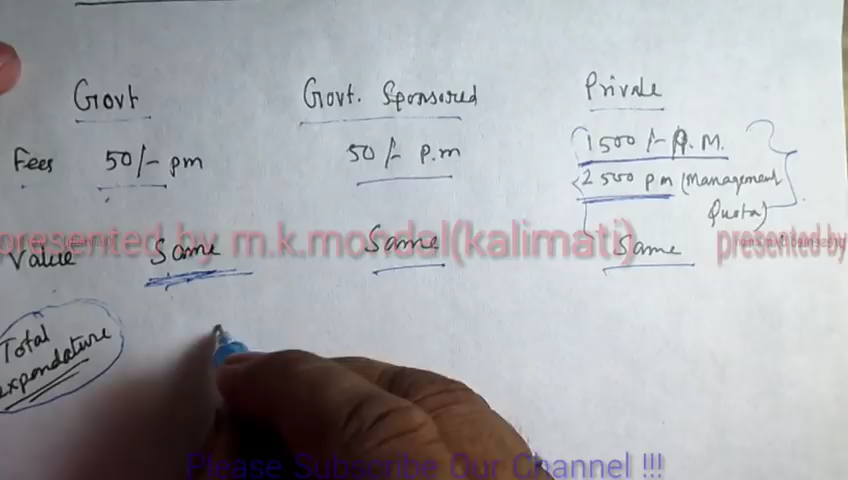 Govt Govt. Sponsored Private
Fees 50/- pm 50/- P.m 1500/- P.M.
2500 pm (Management
Quota)
presented by m.k.mondal(kalimati) presented by
Value Same Same Same
Total
expondature
Please Subscribe Our Channel !!!